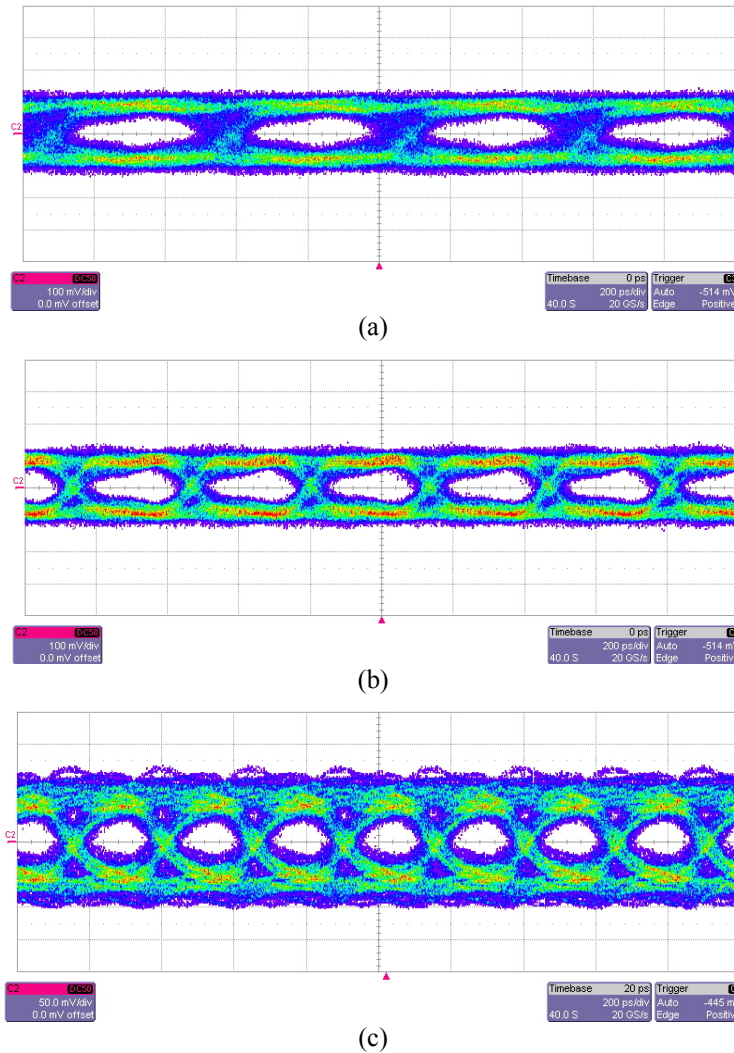 C2
C2 DC50
100 mV/div
0.0 mV offset
Timebase 0 ps
200 ps/div
40.0 S 20 GS/s
Trigger
Auto -514 mV
Edge Positive
(a)
C2
C2 DC50
100 mV/div
0.0 mV offset
Timebase 0 ps
200 ps/div
40.0 S 20 GS/s
Trigger
Auto -514 mV
Edge Positive
(b)
C2
C2 DC50
50.0 mV/div
0.0 mV offset
Timebase 20 ps
200 ps/div
40.0 S 20 GS/s
Trigger
Auto -445 m
Edge Positive
(c)